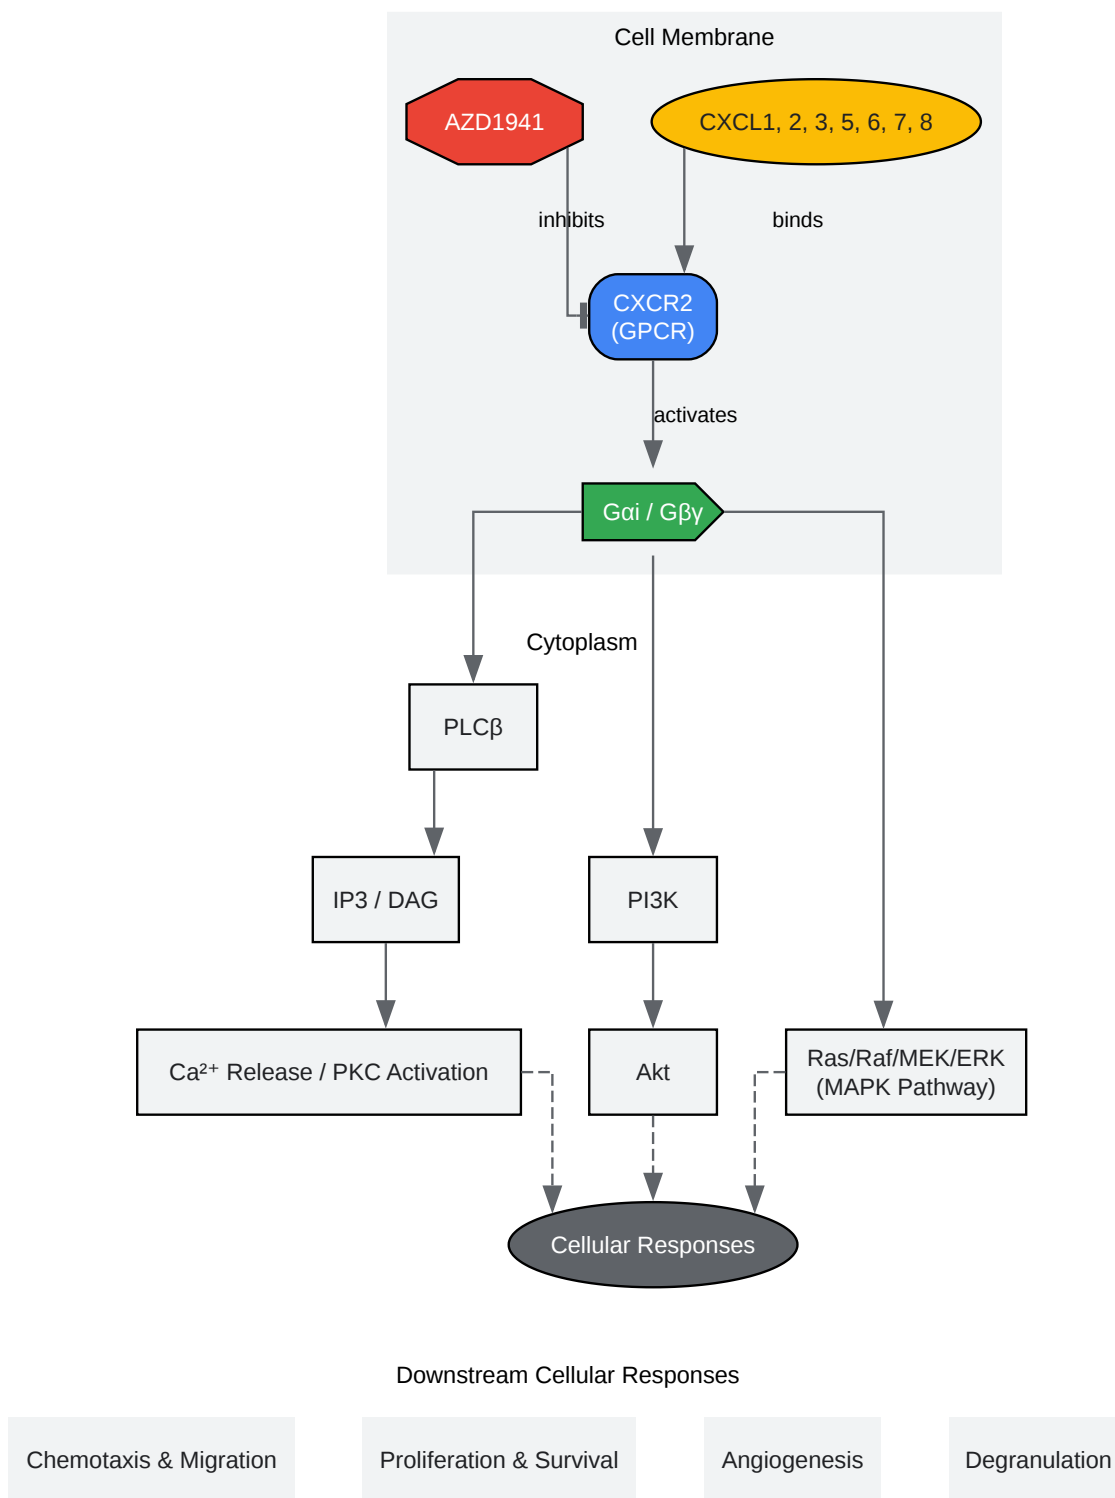 Cell Membrane
AZD1941
CXCL1, 2, 3, 5, 6, 7, 8
inhibits
binds
CXCR2
(GPCR)
activates
Gαi / Gβγ
Cytoplasm
PLCβ
IP3 / DAG
PI3K
Ca²⁺ Release / PKC Activation
Akt
Ras/Raf/MEK/ERK
(MAPK Pathway)
Cellular Responses
Downstream Cellular Responses
Chemotaxis & Migration
Proliferation & Survival
Angiogenesis
Degranulation